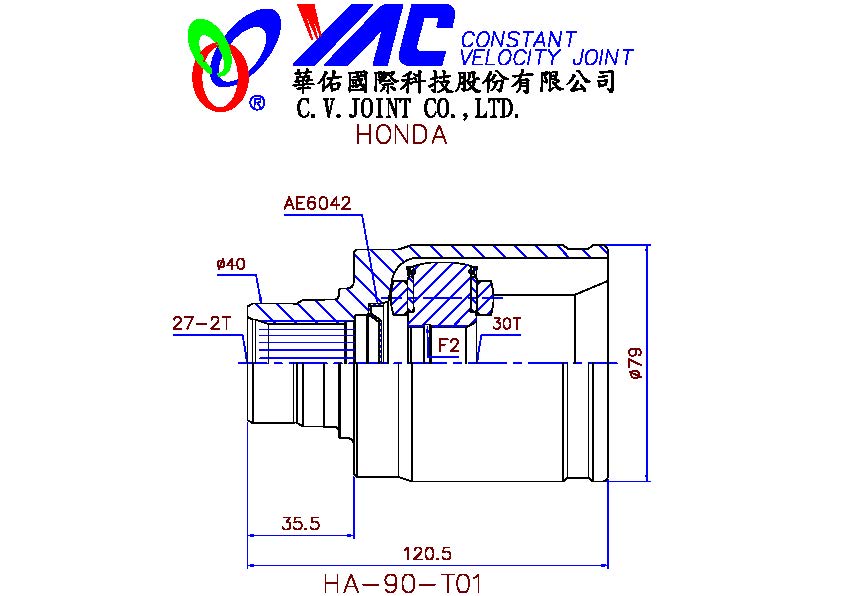 YAC CONSTANT
VELOCITY JOINT
®
華佑國際科技股份有限公司
C.V.JOINT CO.,LTD.
HONDA
AE6042
ø40
27-2T
30T
F2
ø79
35.5
120.5
HA-90-T01